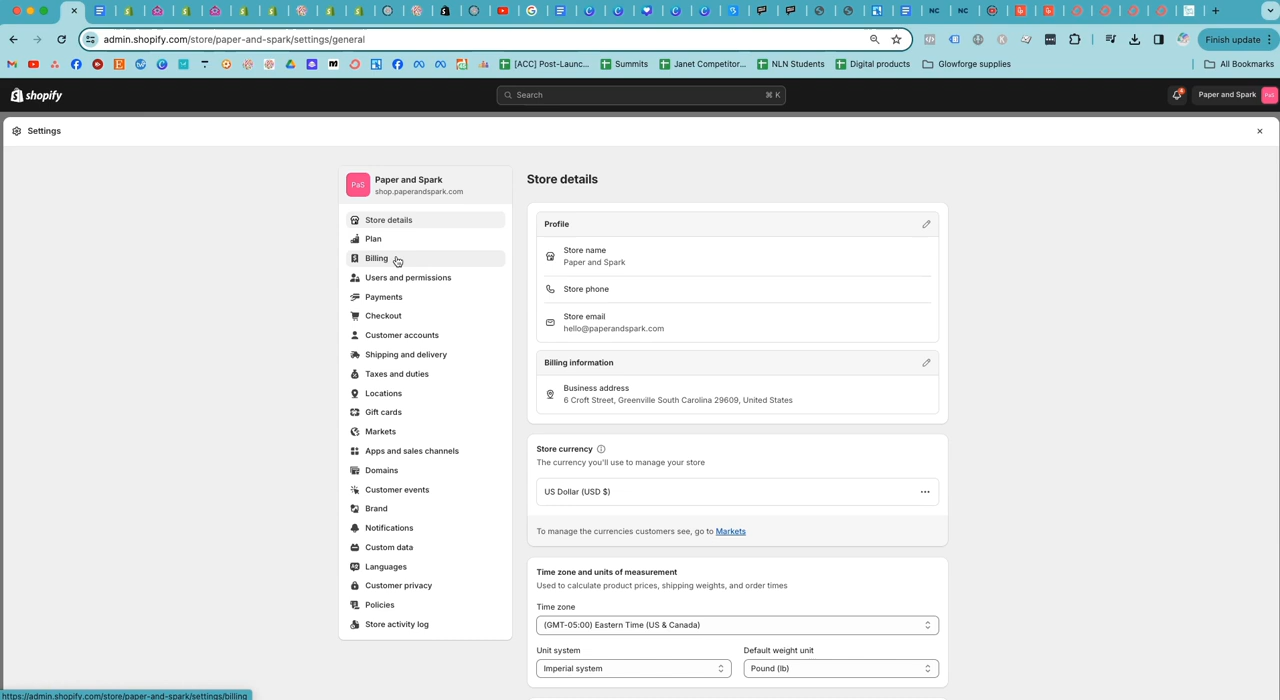 admin.shopify.com/store/paper-and-spark/settings/general
Finish update
[ACC] Post-Launc...
Summits
Janet Competitor...
NLN Students
Digital products
Glowforge supplies
All Bookmarks
shopify
Search
⌘ K
Paper and Spark
PaS
Settings
PaS
Paper and Spark
shop.paperandspark.com
Store details
Plan
Billing
Users and permissions
Payments
Checkout
Customer accounts
Shipping and delivery
Taxes and duties
Locations
Gift cards
Markets
Apps and sales channels
Domains
Customer events
Brand
Notifications
Custom data
Languages
Customer privacy
Policies
Store activity log
Store details
Profile
Store name
Paper and Spark
Store phone
Store email
hello@paperandspark.com
Billing information
Business address
6 Croft Street, Greenville South Carolina 29609, United States
Store currency
The currency you'll use to manage your store
US Dollar (USD $)
To manage the currencies customers see, go to Markets
Time zone and units of measurement
Used to calculate product prices, shipping weights, and order times
Time zone
(GMT-05:00) Eastern Time (US & Canada)
Unit system
Default weight unit
Imperial system
Pound (lb)
https://admin.shopify.com/store/paper-and-spark/settings/billing